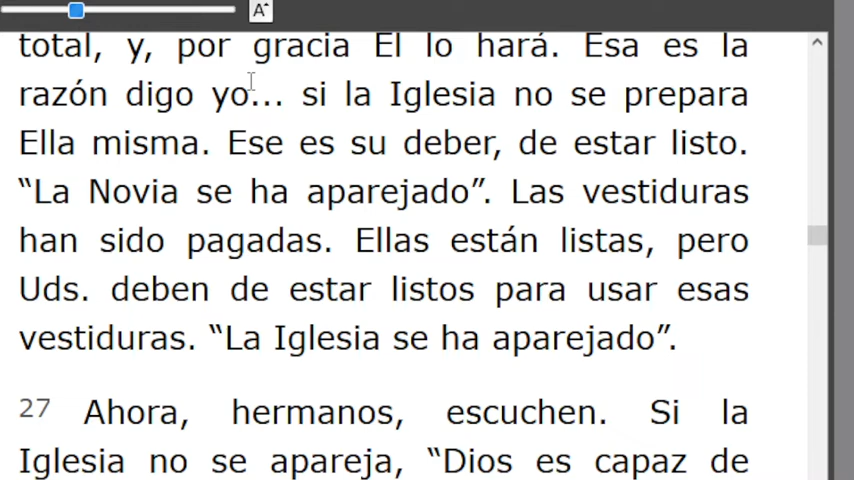 A
total, y, por gracia El lo hará. Esa es la
razón digo yo... si la Iglesia no se prepara
Ella misma. Ese es su deber, de estar listo.
“La Novia se ha aparejado”. Las vestiduras
han sido pagadas. Ellas están listas, pero
Uds. deben de estar listos para usar esas
vestiduras. “La Iglesia se ha aparejado”.
27 Ahora, hermanos, escuchen. Si la
Iglesia no se apareja, “Dios es capaz de